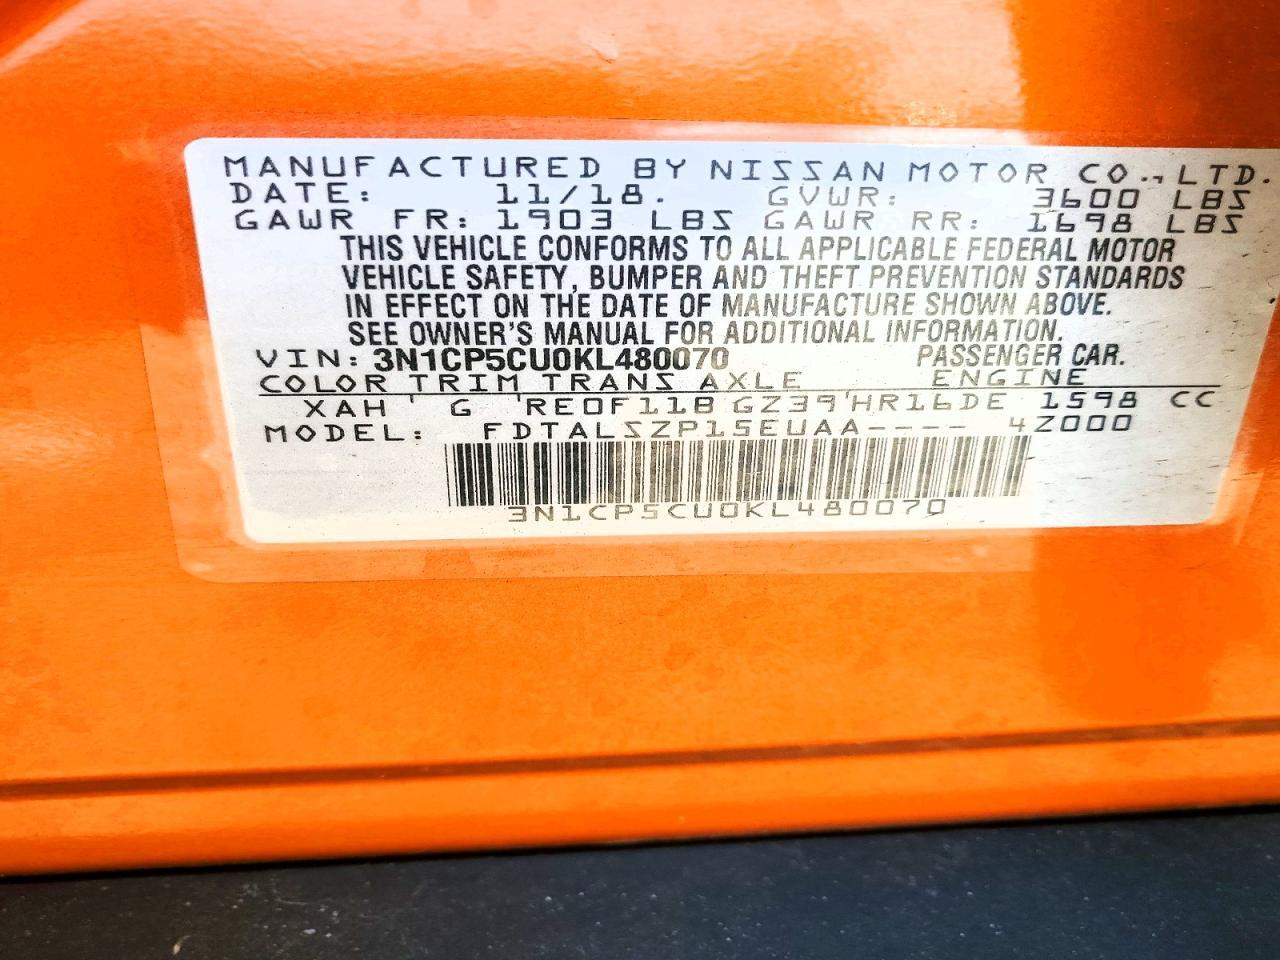 MANUFACTURED BY NISSAN MOTOR CO., LTD.
DATE: 11/18. GVWR: 3600 LBS
GAWR FR: 1903 LBS GAWR RR: 1698 LBS
THIS VEHICLE CONFORMS TO ALL APPLICABLE FEDERAL MOTOR
VEHICLE SAFETY, BUMPER AND THEFT PREVENTION STANDARDS
IN EFFECT ON THE DATE OF MANUFACTURE SHOWN ABOVE.
SEE OWNER'S MANUAL FOR ADDITIONAL INFORMATION.
VIN: 3N1CP5CU0KL480070 PASSENGER CAR.
COLOR TRIM TRANS AXLE ENGINE
XAH ' G 'RE0F11B GZ39'HR16DE 1598 CC
MODEL: FDTALSZP15EUAA---- 4Z000
3N1CP5CU0KL480070